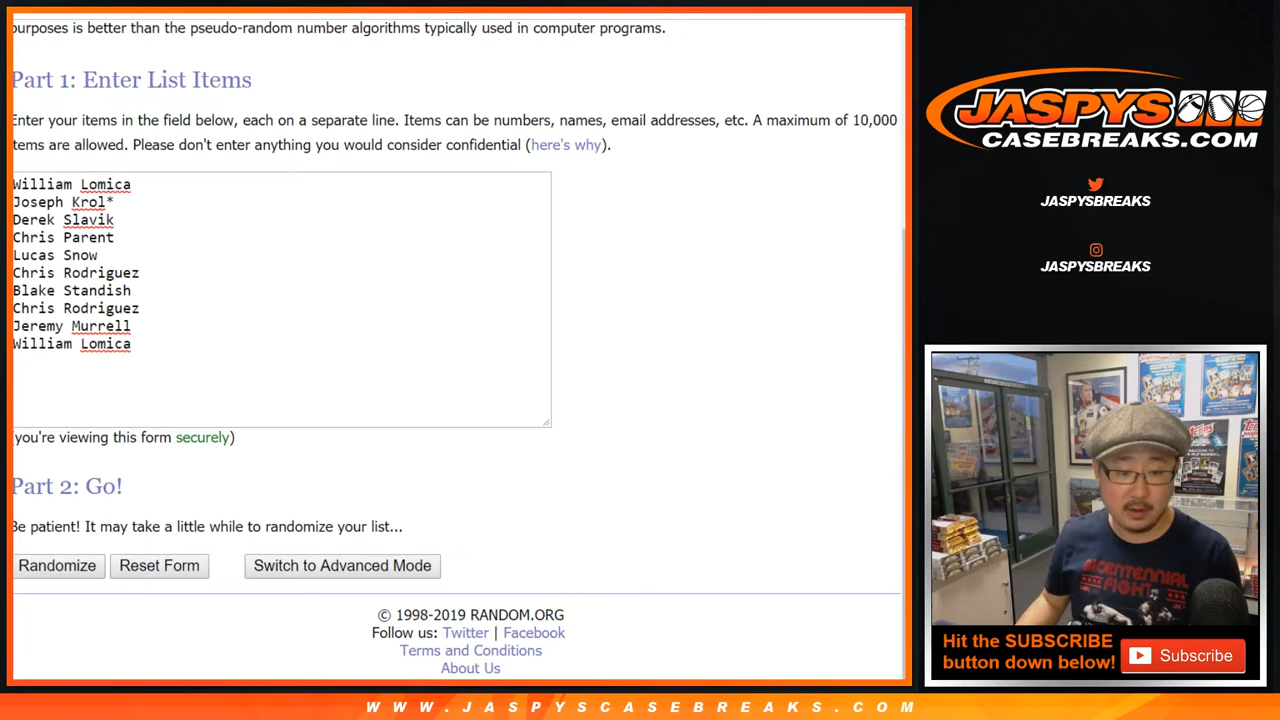 purposes is better than the pseudo-random number algorithms typically used in computer programs.
Part 1: Enter List Items
Enter your items in the field below, each on a separate line. Items can be numbers, names, email addresses, etc. A maximum of 10,000
items are allowed. Please don't enter anything you would consider confidential (here's why).
William Lomica
Joseph Krol*
Derek Slavik
Chris Parent
Lucas Snow
Chris Rodriguez
Blake Standish
Chris Rodriguez
Jeremy Murrell
William Lomica
you're viewing this form securely)
Part 2: Go!
Be patient! It may take a little while to randomize your list...
Randomize
Reset Form
Switch to Advanced Mode
© 1998-2019 RANDOM.ORG
Follow us: Twitter | Facebook
Terms and Conditions
About Us
JASPYS
CASEBREAKS.COM
JASPYSBREAKS
JASPYSBREAKS
BICENTENNIAL
FIGHT
Hit the SUBSCRIBE
button down below!
Subscribe
WWW.JASPYSCASEBREAKS.COM